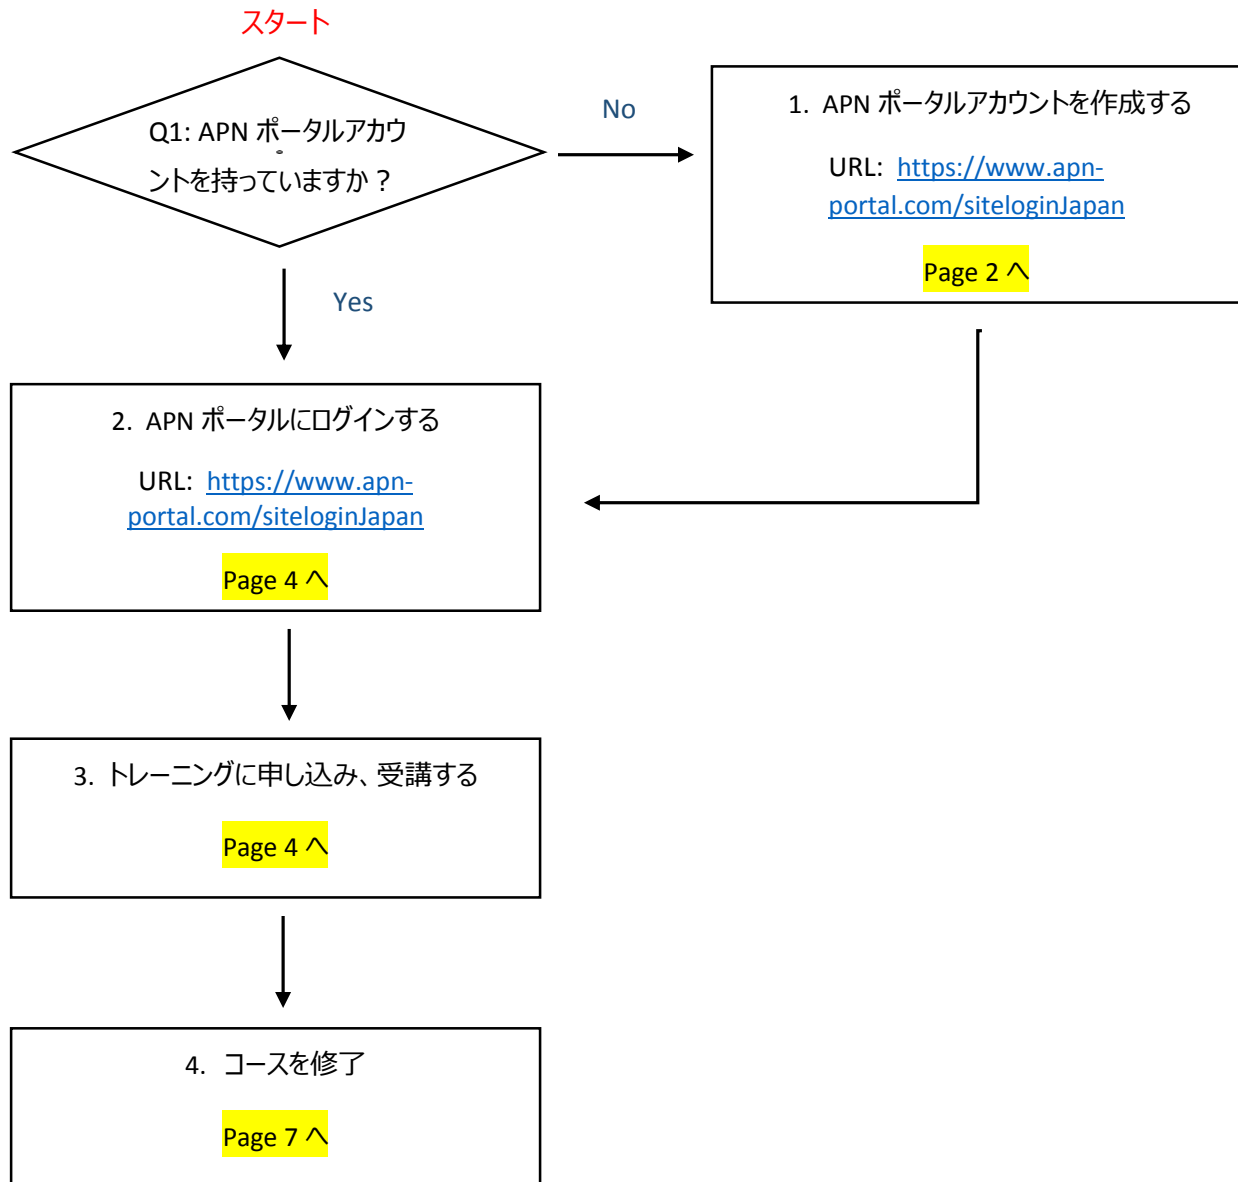 スタート
Q1: APN ポータルアカウ
ントを持っていますか？
No
1. APN ポータルアカウントを作成する
URL: https://www.apn-
portal.com/siteloginJapan
Page 2 へ
Yes
2. APN ポータルにログインする
URL: https://www.apn-
portal.com/siteloginJapan
Page 4 へ
3. トレーニングに申し込み、受講する
Page 4 へ
4. コースを修了
Page 7 へ